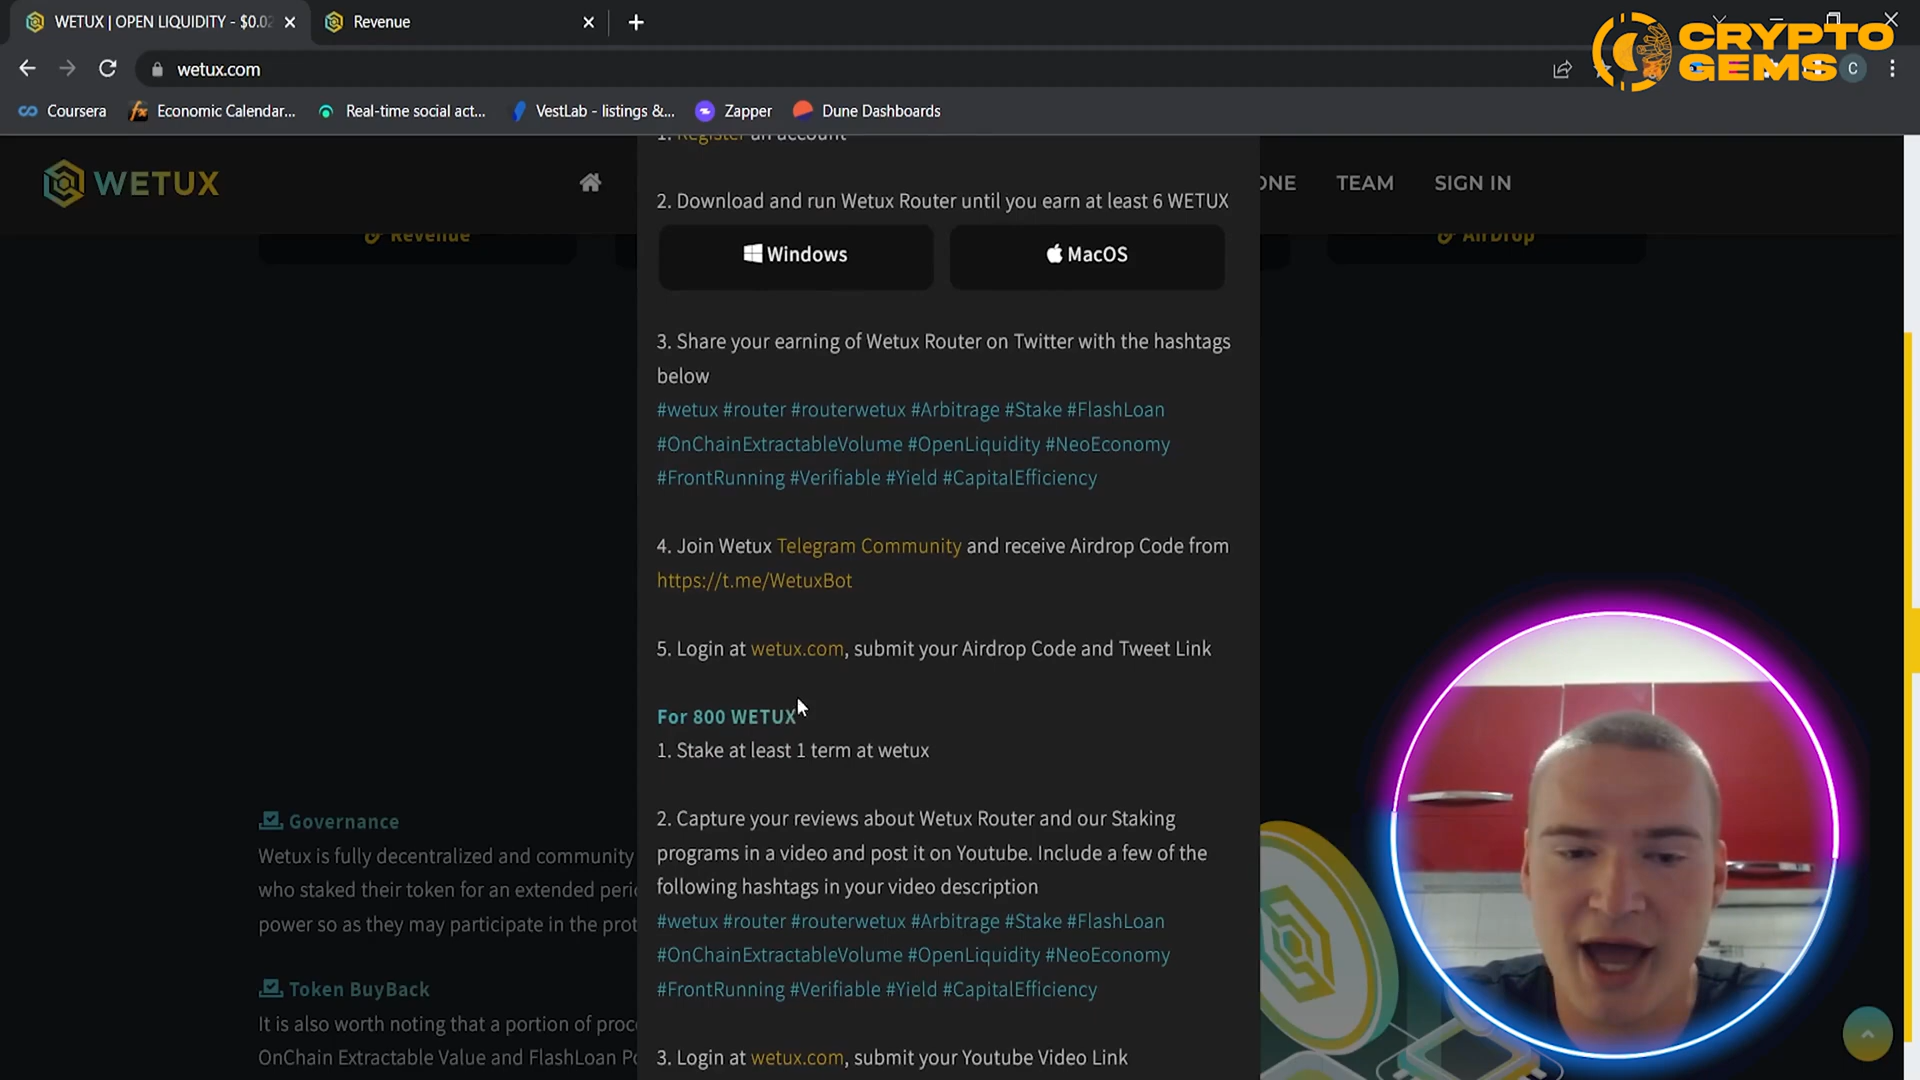 WETUX | OPEN LIQUIDITY - $0.02
Revenue
CRYPTO
GEMS
wetux.com
C
Coursera
Economic Calendar...
Real-time social act...
VestLab - listings &...
Zapper
Dune Dashboards
1. Register an account
WETUX
TEAM
SIGN IN
2. Download and run Wetux Router until you earn at least 6 WETUX
Revenue
AirDrop
Windows
MacOS
3. Share your earning of Wetux Router on Twitter with the hashtags
below
#wetux #router #routerwetux #Arbitrage #Stake #FlashLoan
#OnChainExtractableVolume #OpenLiquidity #NeoEconomy
#FrontRunning #Verifiable #Yield #CapitalEfficiency
4. Join Wetux Telegram Community and receive Airdrop Code from
https://t.me/WetuxBot
5. Login at wetux.com, submit your Airdrop Code and Tweet Link
For 800 WETUX
1. Stake at least 1 term at wetux
2. Capture your reviews about Wetux Router and our Staking
programs in a video and post it on Youtube. Include a few of the
following hashtags in your video description
#wetux #router #routerwetux #Arbitrage #Stake #FlashLoan
#OnChainExtractableVolume #OpenLiquidity #NeoEconomy
#FrontRunning #Verifiable #Yield #CapitalEfficiency
3. Login at wetux.com, submit your Youtube Video Link
Governance
Wetux is fully decentralized and community
who staked their token for an extended
power so as they may participate in the
Token BuyBack
It is also worth noting that a portion of
OnChain Extractable Value and FlashLoan